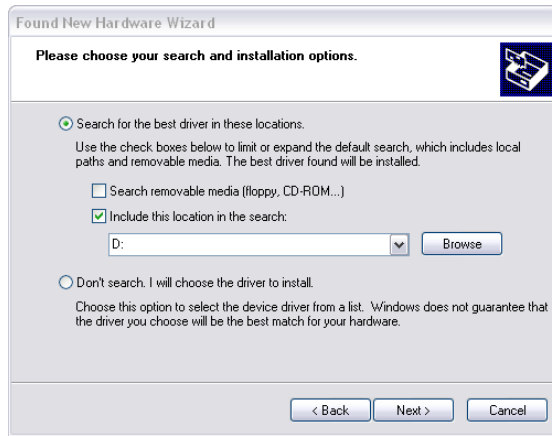 Found New Hardware Wizard
Please choose your search and installation options.
Search for the best driver in these locations.
Use the check boxes below to limit or expand the default search, which includes local
paths and removable media. The best driver found will be installed.
Search removable media (floppy, CD-ROM...)
Include this location in the search:
D:
Browse
Don't search. I will choose the driver to install.
Choose this option to select the device driver from a list. Windows does not guarantee that
the driver you choose will be the best match for your hardware.
< Back
Next >
Cancel